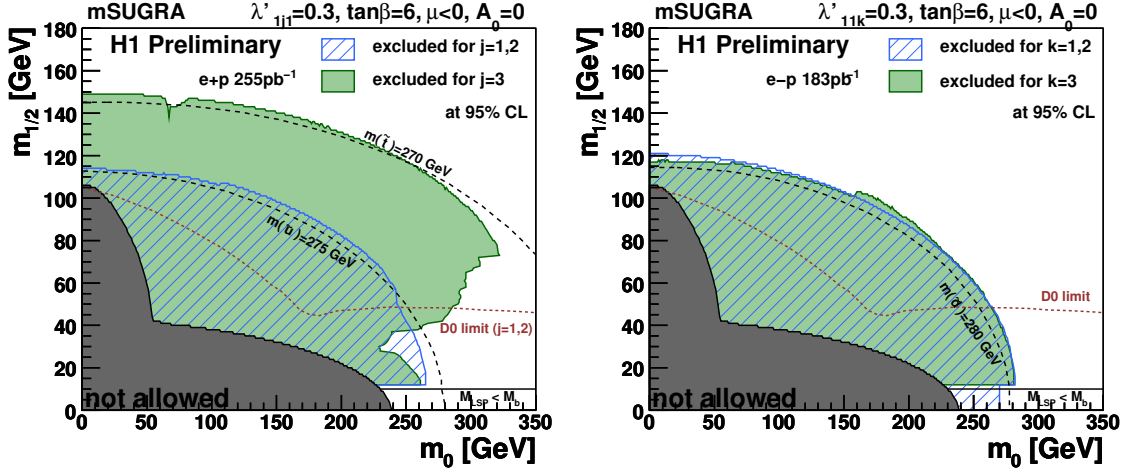 mSUGRA λ'1j1=0.3, tanβ=6, μ<0, A0=0
H1 Preliminary
excluded for j=1,2
e+p 255pb−1
excluded for j=3
at 95% CL
m(t̃)=270 GeV
m(ũ)=275 GeV
D0 limit (j=1,2)
not allowed
MLSP < Mb
m1/2 [GeV]
180
160
140
120
100
80
60
40
20
0
0 50 100 150 200 250 300 350
m0 [GeV]
mSUGRA λ'11k=0.3, tanβ=6, μ<0, A0=0
H1 Preliminary
excluded for k=1,2
e−p 183pb−1
excluded for k=3
at 95% CL
m(d̃)=280 GeV
D0 limit
not allowed
MLSP < Mb
m1/2 [GeV]
180
160
140
120
100
80
60
40
20
0
0 50 100 150 200 250 300 350
m0 [GeV]